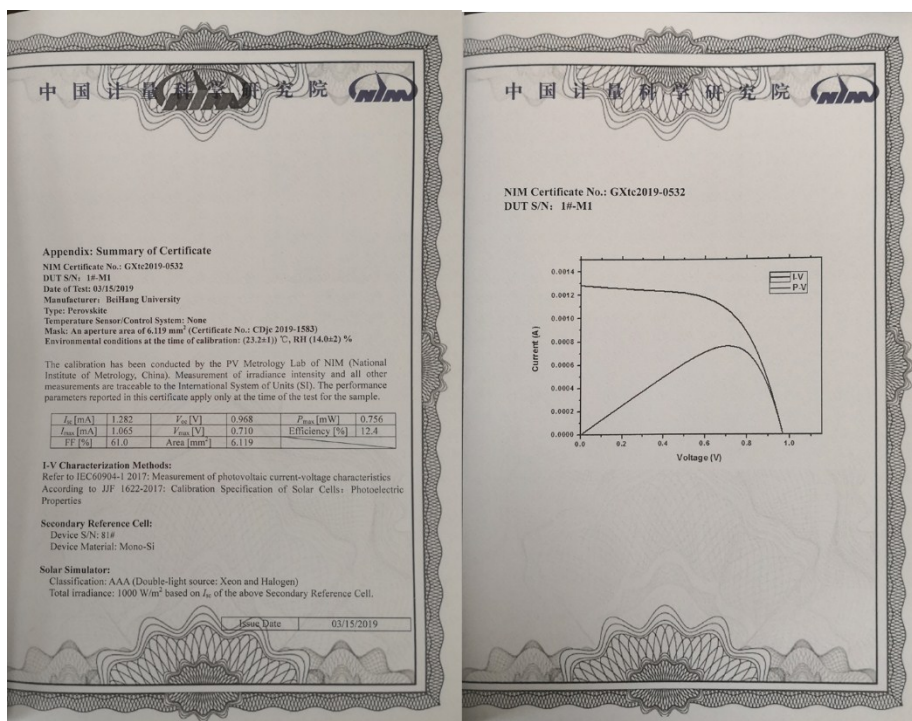 中国计量科学研究院
NIM
NIM
Appendix: Summary of Certificate
NIM Certificate No.: GXtc2019-0532
DUT S/N: 1#-M1
Date of Test: 03/15/2019
Manufacturer: BeiHang University
Type: Perovskite
Temperature Sensor/Control System: None
Mask: An aperture area of 6.119 mm² (Certificate No.: CDjc 2019-1583)
Environmental conditions at the time of calibration: (23.2±1)) ℃, RH (14.0±2) %
The calibration has been conducted by the PV Metrology Lab of NIM (National
Institute of Metrology, China). Measurement of irradiance intensity and all other
measurements are traceable to the International System of Units (SI). The performance
parameters reported in this certificate apply only at the time of the test for the sample.
Isc [mA] 1.282 Voc [V] 0.968 Pmax [mW] 0.756
Imax [mA] 1.065 Vmax [V] 0.710 Efficiency [%] 12.4
FF [%] 61.0 Area [mm²] 6.119
I-V Characterization Methods:
Refer to IEC60904-1 2017: Measurement of photovoltaic current-voltage characteristics
According to JJF 1622-2017: Calibration Specification of Solar Cells: Photoelectric
Properties
Secondary Reference Cell:
Device S/N: 81#
Device Material: Mono-Si
Solar Simulator:
Classification: AAA (Double-light source: Xeon and Halogen)
Total irradiance: 1000 W/m² based on Isc of the above Secondary Reference Cell.
Issue Date 03/15/2019
中国计量科学研究院
NIM
NIM Certificate No.: GXtc2019-0532
DUT S/N: 1#-M1
I-V
P-V
Current (A)
0.0014
0.0012
0.0010
0.0008
0.0006
0.0004
0.0002
0.0000
0.0 0.2 0.4 0.6 0.8 1.0
Voltage (V)